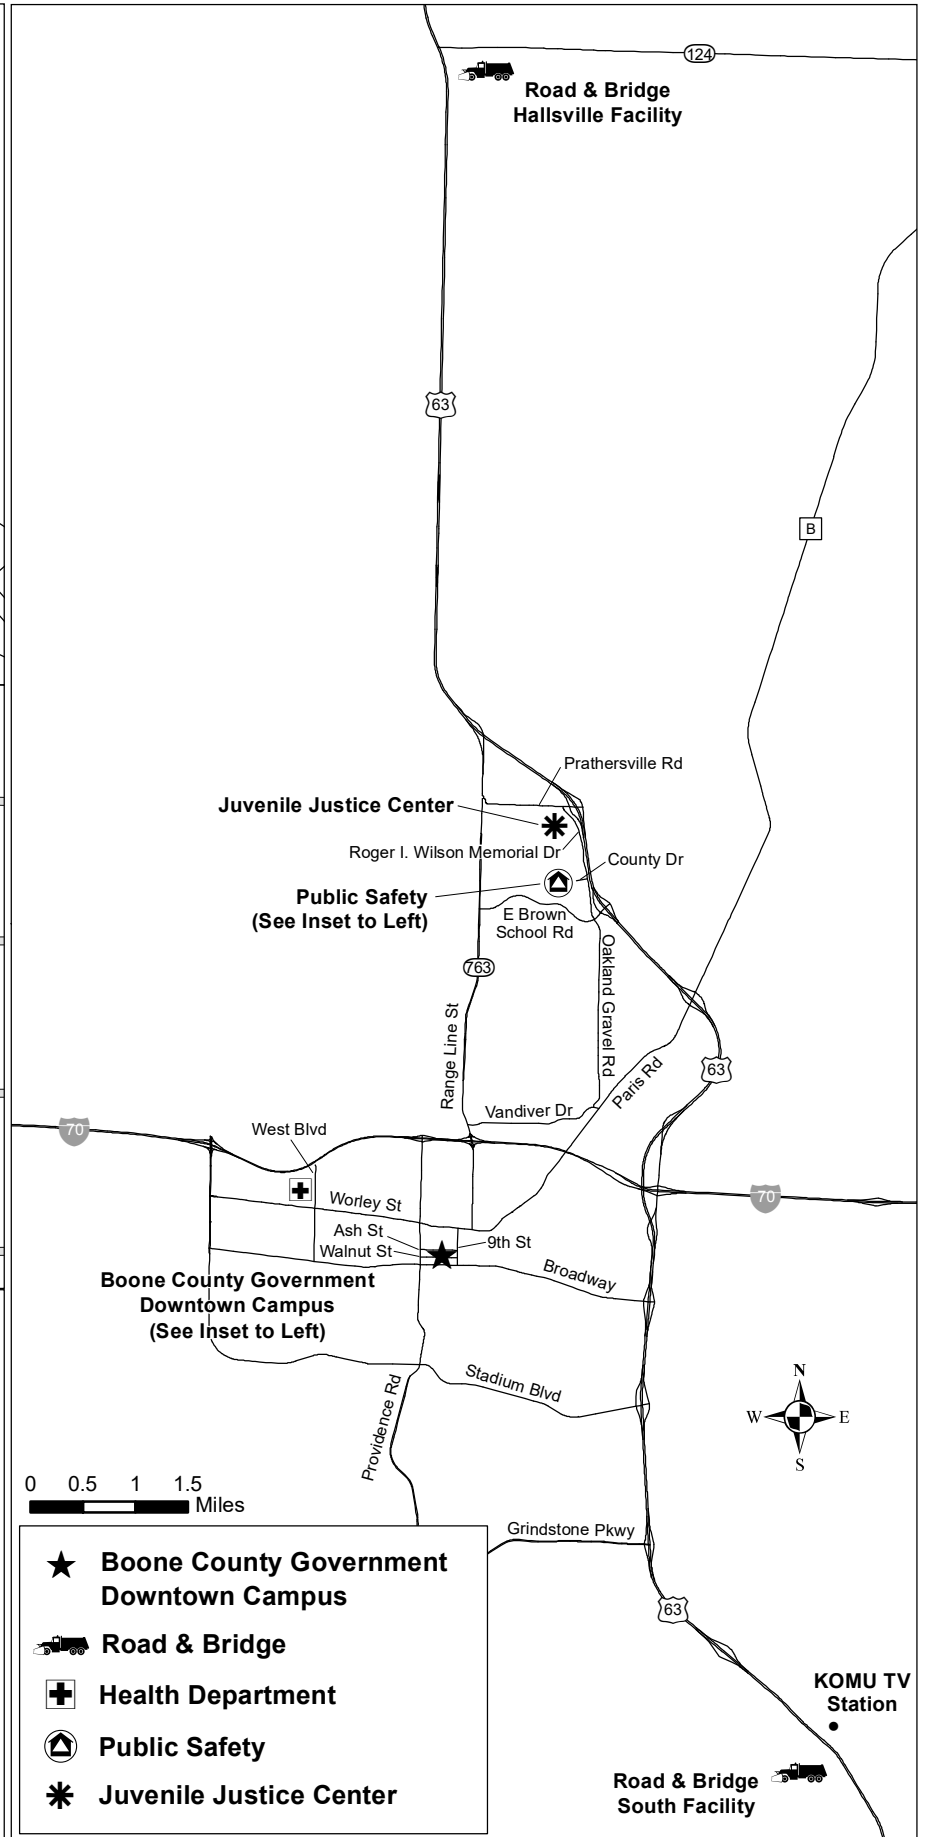 124
Road & Bridge
Hallsville Facility
63
B
Prathersville Rd
Juvenile Justice Center
Roger I. Wilson Memorial Dr
County Dr
Public Safety
(See Inset to Left)
E Brown
School Rd
763
Oakland Gravel Rd
Range Line St
Paris Rd
63
Vandiver Dr
70
West Blvd
70
Worley St
Ash St
9th St
Walnut St
Broadway
Boone County Government
Downtown Campus
(See Inset to Left)
Stadium Blvd
Providence Rd
N
W E
S
0 0.5 1 1.5
Miles
Grindstone Pkwy
63
Boone County Government
Downtown Campus
Road & Bridge
Health Department
Public Safety
Juvenile Justice Center
KOMU TV
Station
Road & Bridge
South Facility